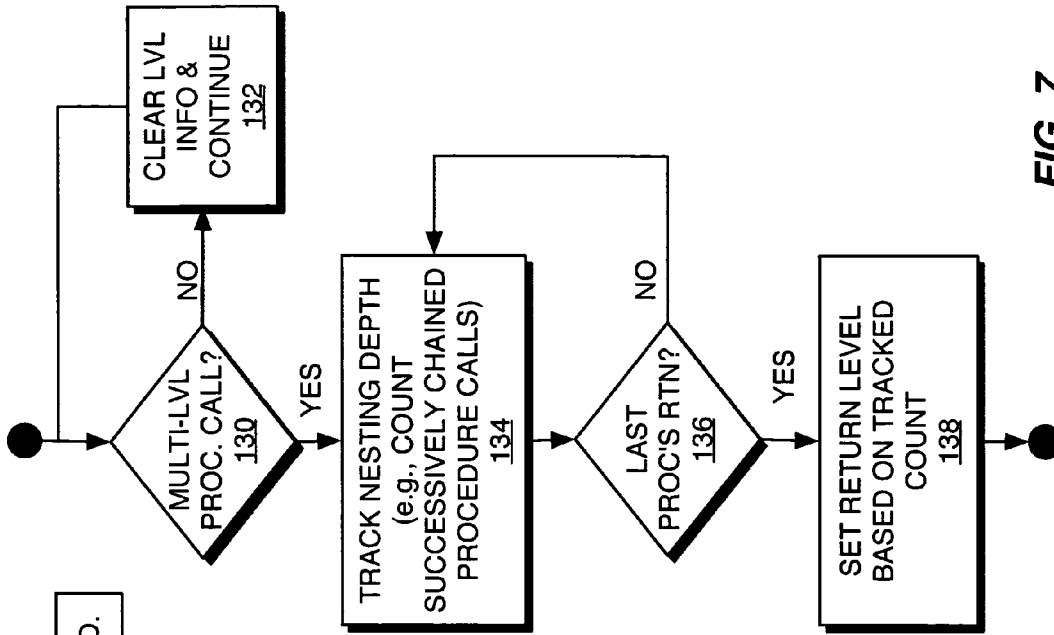 CLEAR LVL
INFO &
CONTINUE
132
NO
MULTI-LVL
PROC. CALL?
130
YES
TRACK NESTING DEPTH
(e.g., COUNT
SUCCESSIVELY CHAINED
PROCEDURE CALLS)
134
NO
LAST
PROC'S RTN?
136
YES
SET RETURN LEVEL
BASED ON TRACKED
COUNT
138
FIG. 7